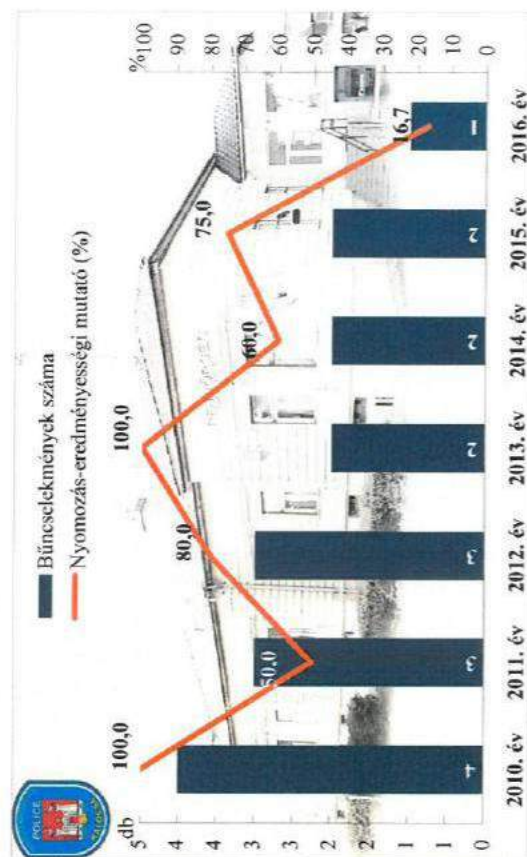 POLICE
Bűncselekmények száma
Nyomozás-eredményességi mutató (%)
db
5
4
3
2
1
0
%
100
90
80
70
60
50
40
30
20
10
0
100,0
50,0
80,0
100,0
60,0
75,0
16,7
4
3
3
2
2
2
1
2010. év
2011. év
2012. év
2013. év
2014. év
2015. év
2016. év